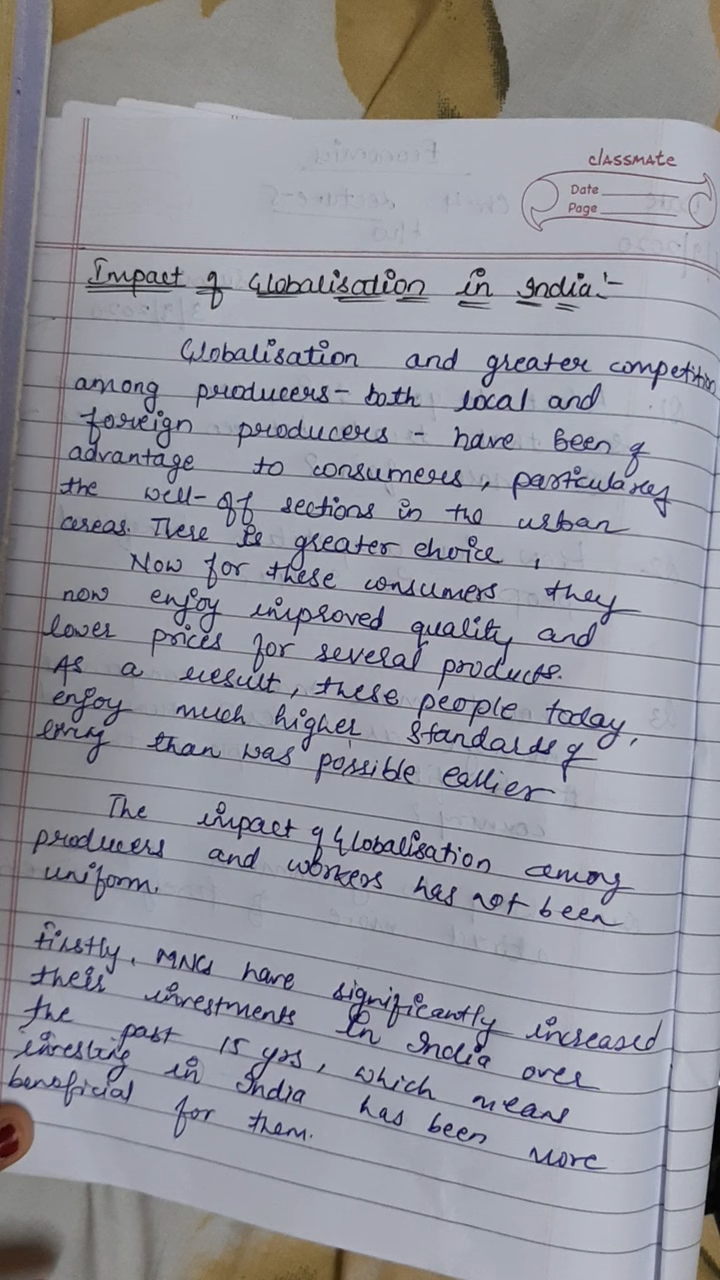 classmate
Date
Page
Impact of Globalisation in India:-
Globalisation and greater competition
among producers - both local and
foreign producers - have been of
advantage to consumers, particularey
the well-off sections in the urban
areas. There is greater choice,
Now for these consumers they
now enjoy improved quality and
lower prices for several products.
As a result, these people today,
enjoy much higher standards of
than was possible earlier
The impact of Globalisation among
producers and workers has not been
uniform.
firstly, MNCs have significantly increased
their investments in India over
the past 15 yrs, which means
investing in India has been more
beneficial for them.